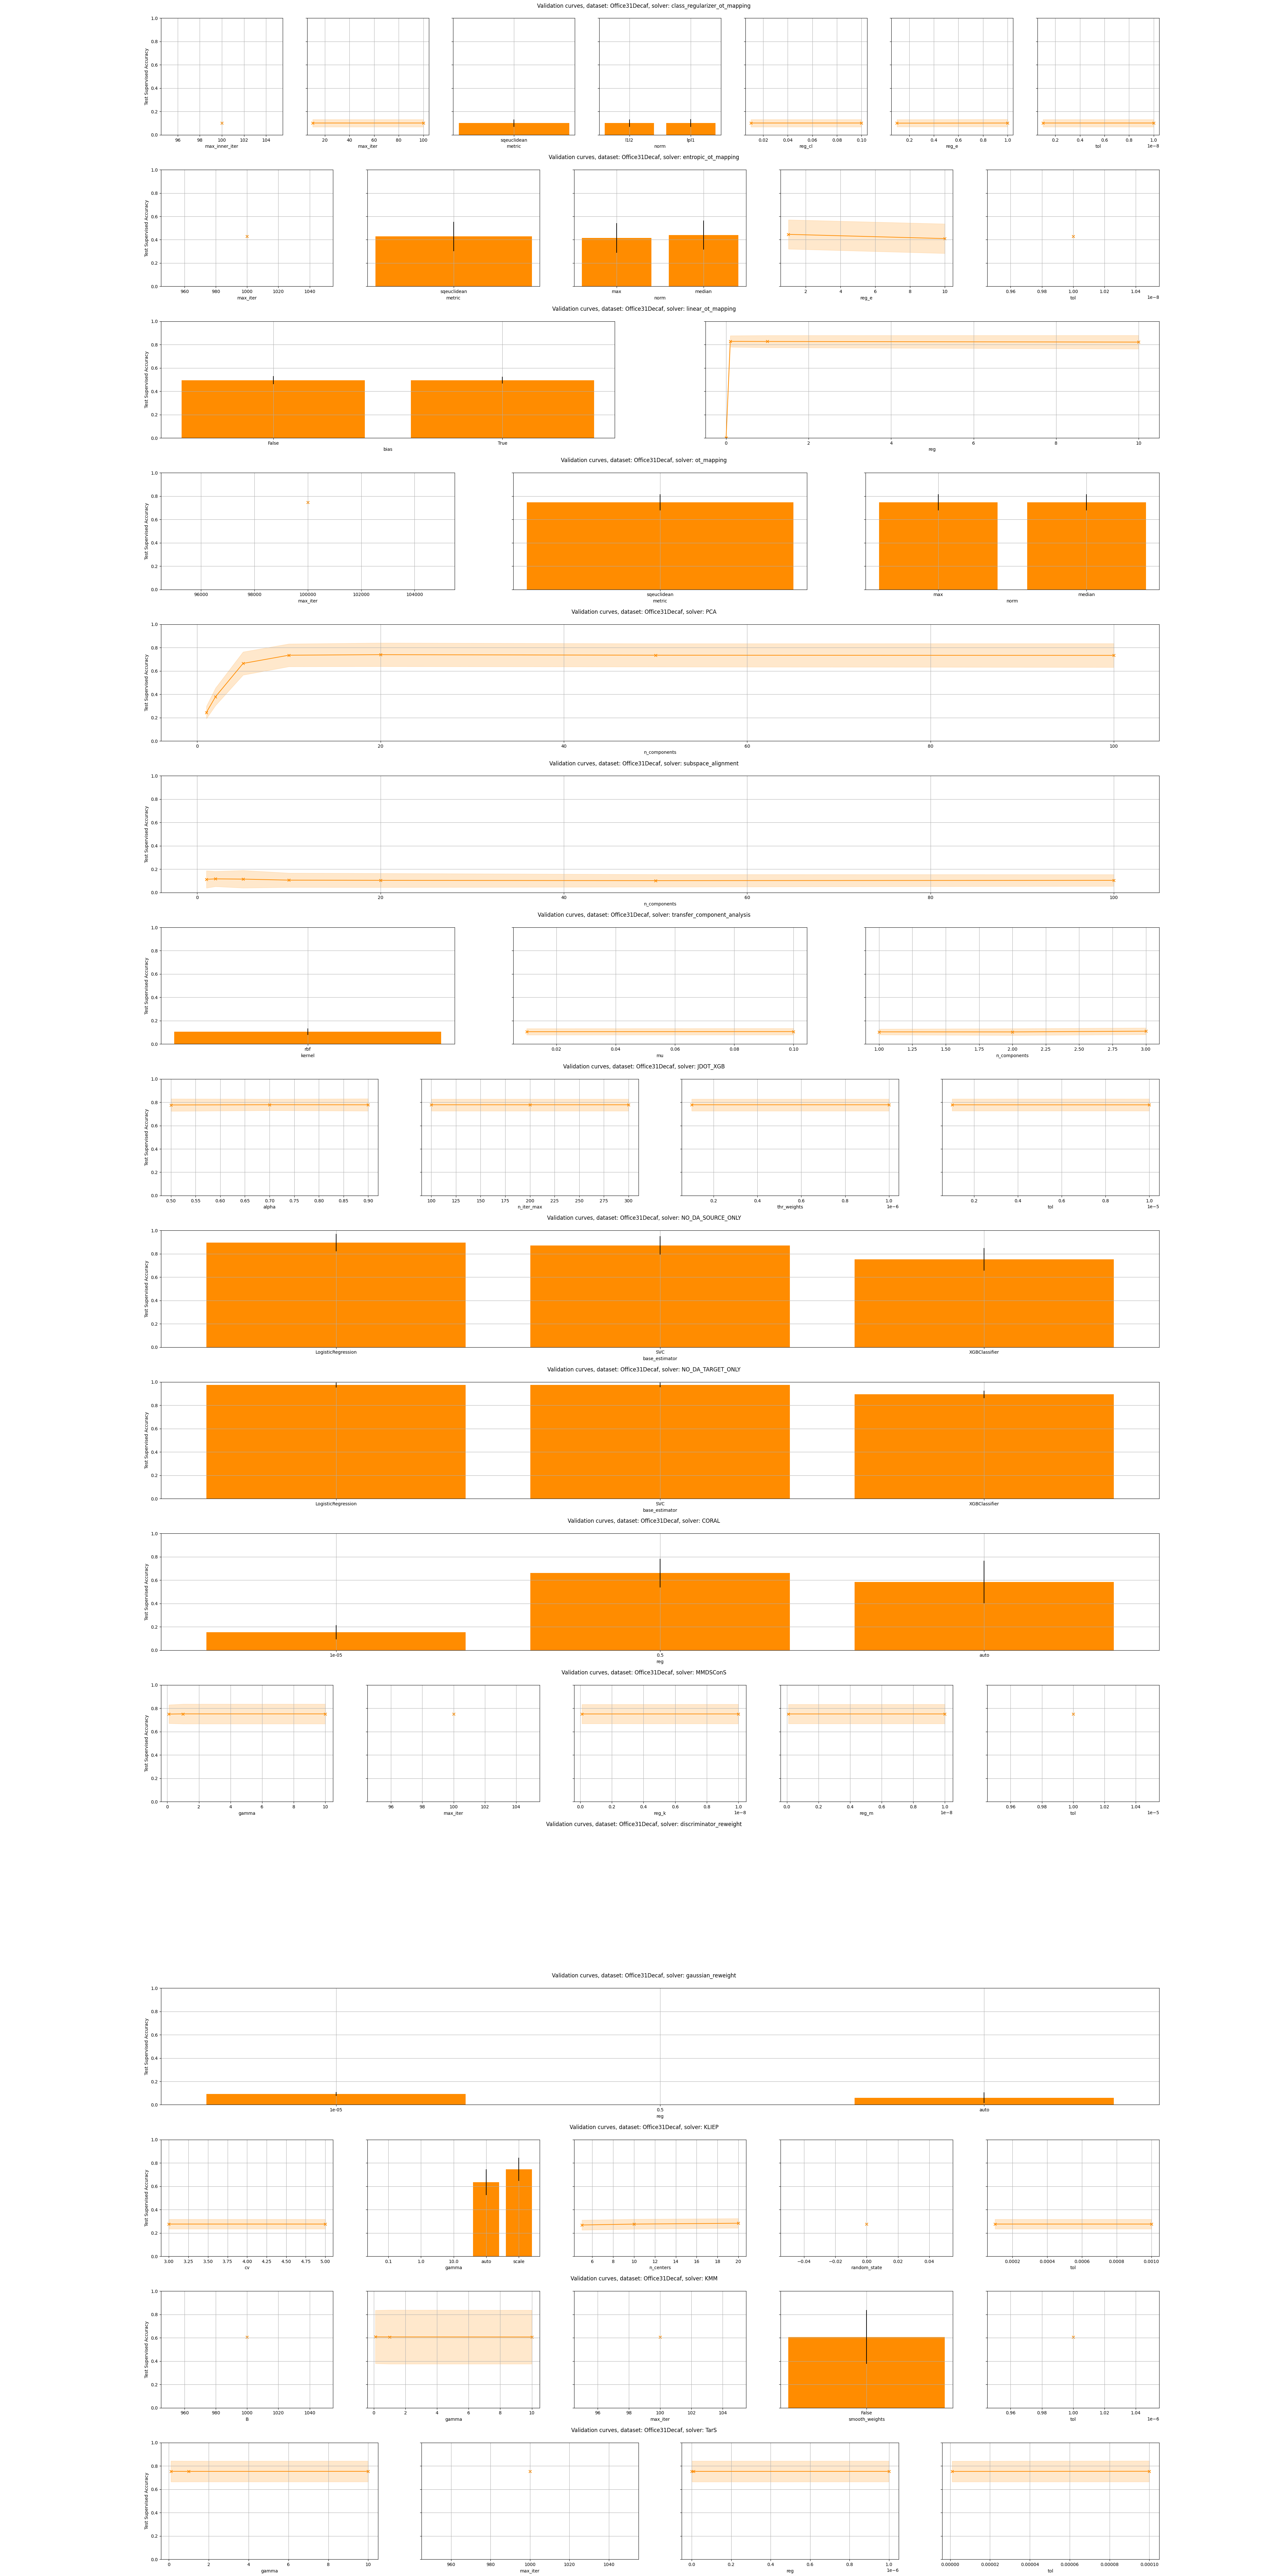 Validation curves, dataset: Office31Decaf, solver: class_regularizer_ot_mapping
Test Supervised Accuracy
1.0
0.8
0.6
0.4
0.2
0.0
96 98 100 102 104
max_inner_iter
20 40 60 80 100
max_iter
sqeuclidean
metric
l1l2 lpl1
norm
0.02 0.04 0.06 0.08 0.10
reg_cl
0.2 0.4 0.6 0.8 1.0
reg_e
0.2 0.4 0.6 0.8 1.0
1e−8
tol
Validation curves, dataset: Office31Decaf, solver: entropic_ot_mapping
Test Supervised Accuracy
1.0
0.8
0.6
0.4
0.2
0.0
960 980 1000 1020 1040
max_iter
sqeuclidean
metric
max median
norm
2 4 6 8 10
reg_e
0.96 0.98 1.00 1.02 1.04
1e−8
tol
Validation curves, dataset: Office31Decaf, solver: linear_ot_mapping
Test Supervised Accuracy
1.0
0.8
0.6
0.4
0.2
0.0
False True
bias
0 2 4 6 8 10
reg
Validation curves, dataset: Office31Decaf, solver: ot_mapping
Test Supervised Accuracy
1.0
0.8
0.6
0.4
0.2
0.0
96000 98000 100000 102000 104000
max_iter
sqeuclidean
metric
max median
norm
Validation curves, dataset: Office31Decaf, solver: PCA
Test Supervised Accuracy
1.0
0.8
0.6
0.4
0.2
0.0
0 20 40 60 80 100
n_components
Validation curves, dataset: Office31Decaf, solver: subspace_alignment
Test Supervised Accuracy
1.0
0.8
0.6
0.4
0.2
0.0
0 20 40 60 80 100
n_components
Validation curves, dataset: Office31Decaf, solver: transfer_component_analysis
Test Supervised Accuracy
1.0
0.8
0.6
0.4
0.2
0.0
rbf
kernel
0.02 0.04 0.06 0.08 0.10
mu
1.00 1.25 1.50 1.75 2.00 2.25 2.50 2.75 3.00
n_components
Validation curves, dataset: Office31Decaf, solver: JDOT_XGB
Test Supervised Accuracy
1.0
0.8
0.6
0.4
0.2
0.0
0.50 0.55 0.60 0.65 0.70 0.75 0.80 0.85 0.90
alpha
100 125 150 175 200 225 250 275 300
n_iter_max
0.2 0.4 0.6 0.8 1.0
1e−6
thr_weights
0.2 0.4 0.6 0.8 1.0
1e−5
tol
Validation curves, dataset: Office31Decaf, solver: NO_DA_SOURCE_ONLY
Test Supervised Accuracy
1.0
0.8
0.6
0.4
0.2
0.0
LogisticRegression SVC XGBClassifier
base_estimator
Validation curves, dataset: Office31Decaf, solver: NO_DA_TARGET_ONLY
Test Supervised Accuracy
1.0
0.8
0.6
0.4
0.2
0.0
LogisticRegression SVC XGBClassifier
base_estimator
Validation curves, dataset: Office31Decaf, solver: CORAL
Test Supervised Accuracy
1.0
0.8
0.6
0.4
0.2
0.0
1e-05 0.5 auto
reg
Validation curves, dataset: Office31Decaf, solver: MMDSConS
Test Supervised Accuracy
1.0
0.8
0.6
0.4
0.2
0.0
0 2 4 6 8 10
gamma
96 98 100 102 104
max_iter
0.0 0.2 0.4 0.6 0.8 1.0
1e−8
reg_k
0.0 0.2 0.4 0.6 0.8 1.0
1e−8
reg_m
0.96 0.98 1.00 1.02 1.04
1e−5
tol
Validation curves, dataset: Office31Decaf, solver: discriminator_reweight
Validation curves, dataset: Office31Decaf, solver: gaussian_reweight
Test Supervised Accuracy
1.0
0.8
0.6
0.4
0.2
0.0
1e-05 0.5 auto
reg
Validation curves, dataset: Office31Decaf, solver: KLIEP
Test Supervised Accuracy
1.0
0.8
0.6
0.4
0.2
0.0
3.00 3.25 3.50 3.75 4.00 4.25 4.50 4.75 5.00
cv
0.1 1.0 10.0 auto scale
gamma
6 8 10 12 14 16 18 20
n_centers
−0.04 −0.02 0.00 0.02 0.04
random_state
0.0002 0.0004 0.0006 0.0008 0.0010
tol
Validation curves, dataset: Office31Decaf, solver: KMM
Test Supervised Accuracy
1.0
0.8
0.6
0.4
0.2
0.0
960 980 1000 1020 1040
B
0 2 4 6 8 10
gamma
96 98 100 102 104
max_iter
False
smooth_weights
0.96 0.98 1.00 1.02 1.04
1e−6
tol
Validation curves, dataset: Office31Decaf, solver: TarS
Test Supervised Accuracy
1.0
0.8
0.6
0.4
0.2
0.0
0 2 4 6 8 10
gamma
960 980 1000 1020 1040
max_iter
0.0 0.2 0.4 0.6 0.8 1.0
1e−6
reg
0.00000 0.00002 0.00004 0.00006 0.00008 0.00010
tol